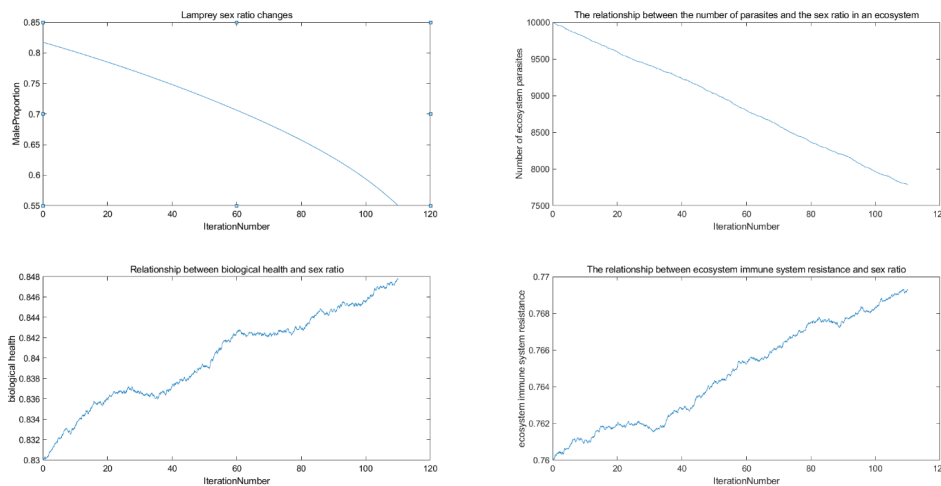 Lamprey sex ratio changes
0.85
0.8
0.75
0.7
0.65
0.6
0.55
MaleProportion
0 20 40 60 80 100 120
IterationNumber
The relationship between the number of parasites and the sex ratio in an ecosystem
10000
9500
9000
8500
8000
7500
Number of ecosystem parasites
0 20 40 60 80 100 120
IterationNumber
Relationship between biological health and sex ratio
0.848
0.846
0.844
0.842
0.84
0.838
0.836
0.834
0.832
0.83
biological health
0 20 40 60 80 100 120
IterationNumber
The relationship between ecosystem immune system resistance and sex ratio
0.77
0.768
0.766
0.764
0.762
0.76
ecosystem immune system resistance
0 20 40 60 80 100 120
IterationNumber